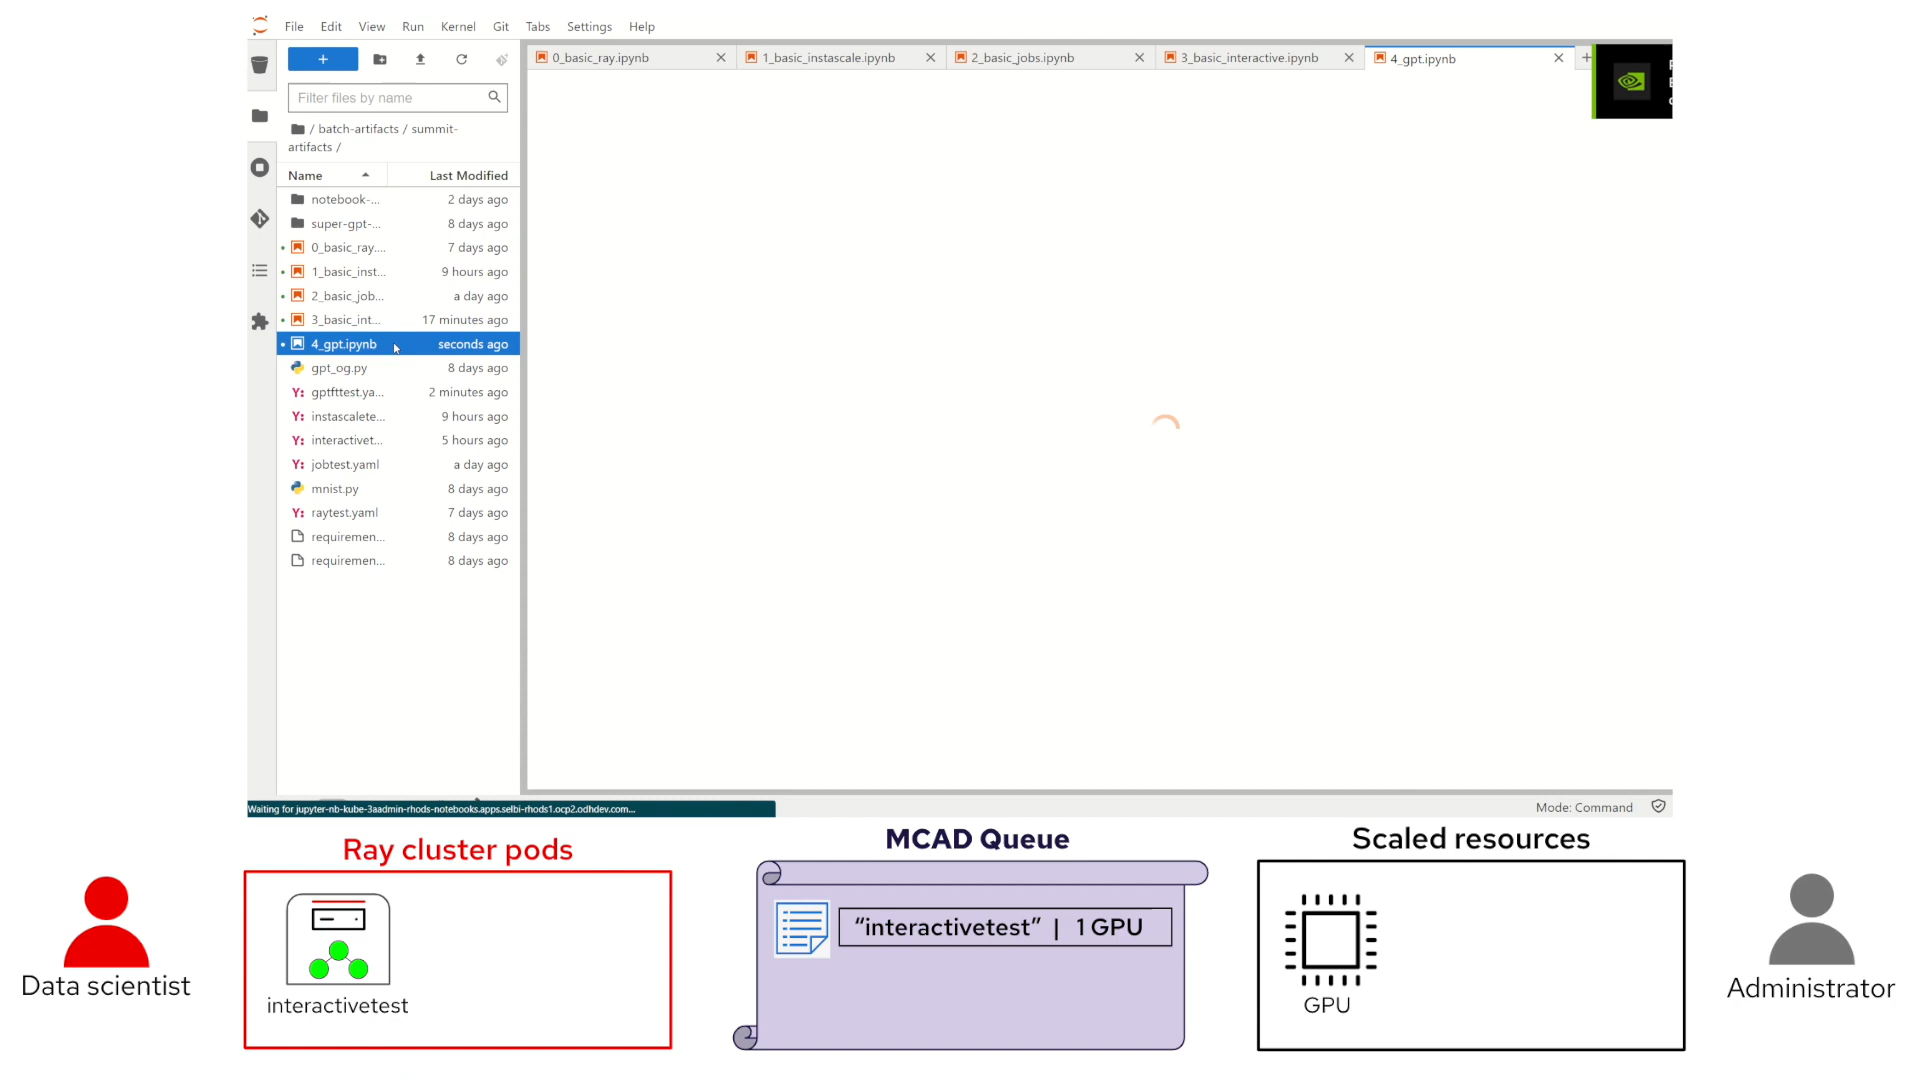 File Edit View Run Kernel Git Tabs Settings Help
0_basic_ray.ipynb
1_basic_instascale.ipynb
2_basic_jobs.ipynb
3_basic_interactive.ipynb
4_gpt.ipynb
Filter files by name
/ batch-artifacts / summit-
artifacts /
Name Last Modified
notebook-... 2 days ago
super-gpt-... 8 days ago
0_basic_ray.... 7 days ago
1_basic_inst... 9 hours ago
2_basic_job... a day ago
3_basic_int... 17 minutes ago
4_gpt.ipynb seconds ago
gpt_og.py 8 days ago
Y: gptfttest.ya... 2 minutes ago
Y: instascalete... 9 hours ago
Y: interactivet... 5 hours ago
Y: jobtest.yaml a day ago
mnist.py 8 days ago
Y: raytest.yaml 7 days ago
requiremen... 8 days ago
requiremen... 8 days ago
Waiting for jupyter-nb-kube-3aadmin-rhods-notebooks.apps.selbi-rhods1.ocp2.odhdev.com...
Mode: Command
Ray cluster pods
MCAD Queue
Scaled resources
“interactivetest” | 1 GPU
Data scientist
interactivetest
GPU
Administrator